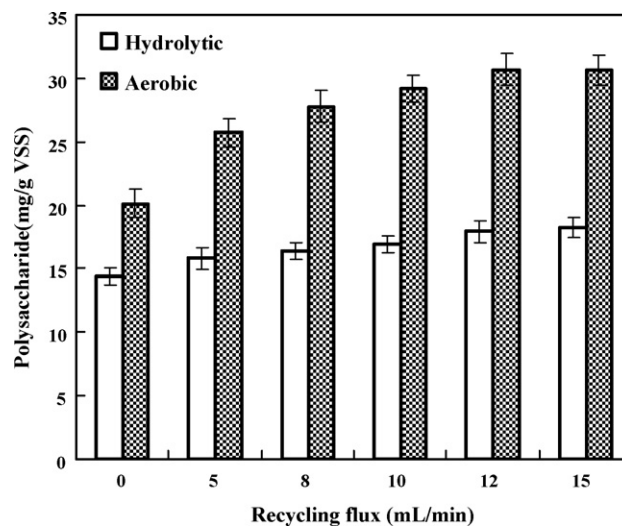 35
30
25
20
15
10
5
0
Polysaccharide(mg/g VSS)
Hydrolytic
Aerobic
0 5 8 10 12 15
Recycling flux (mL/min)